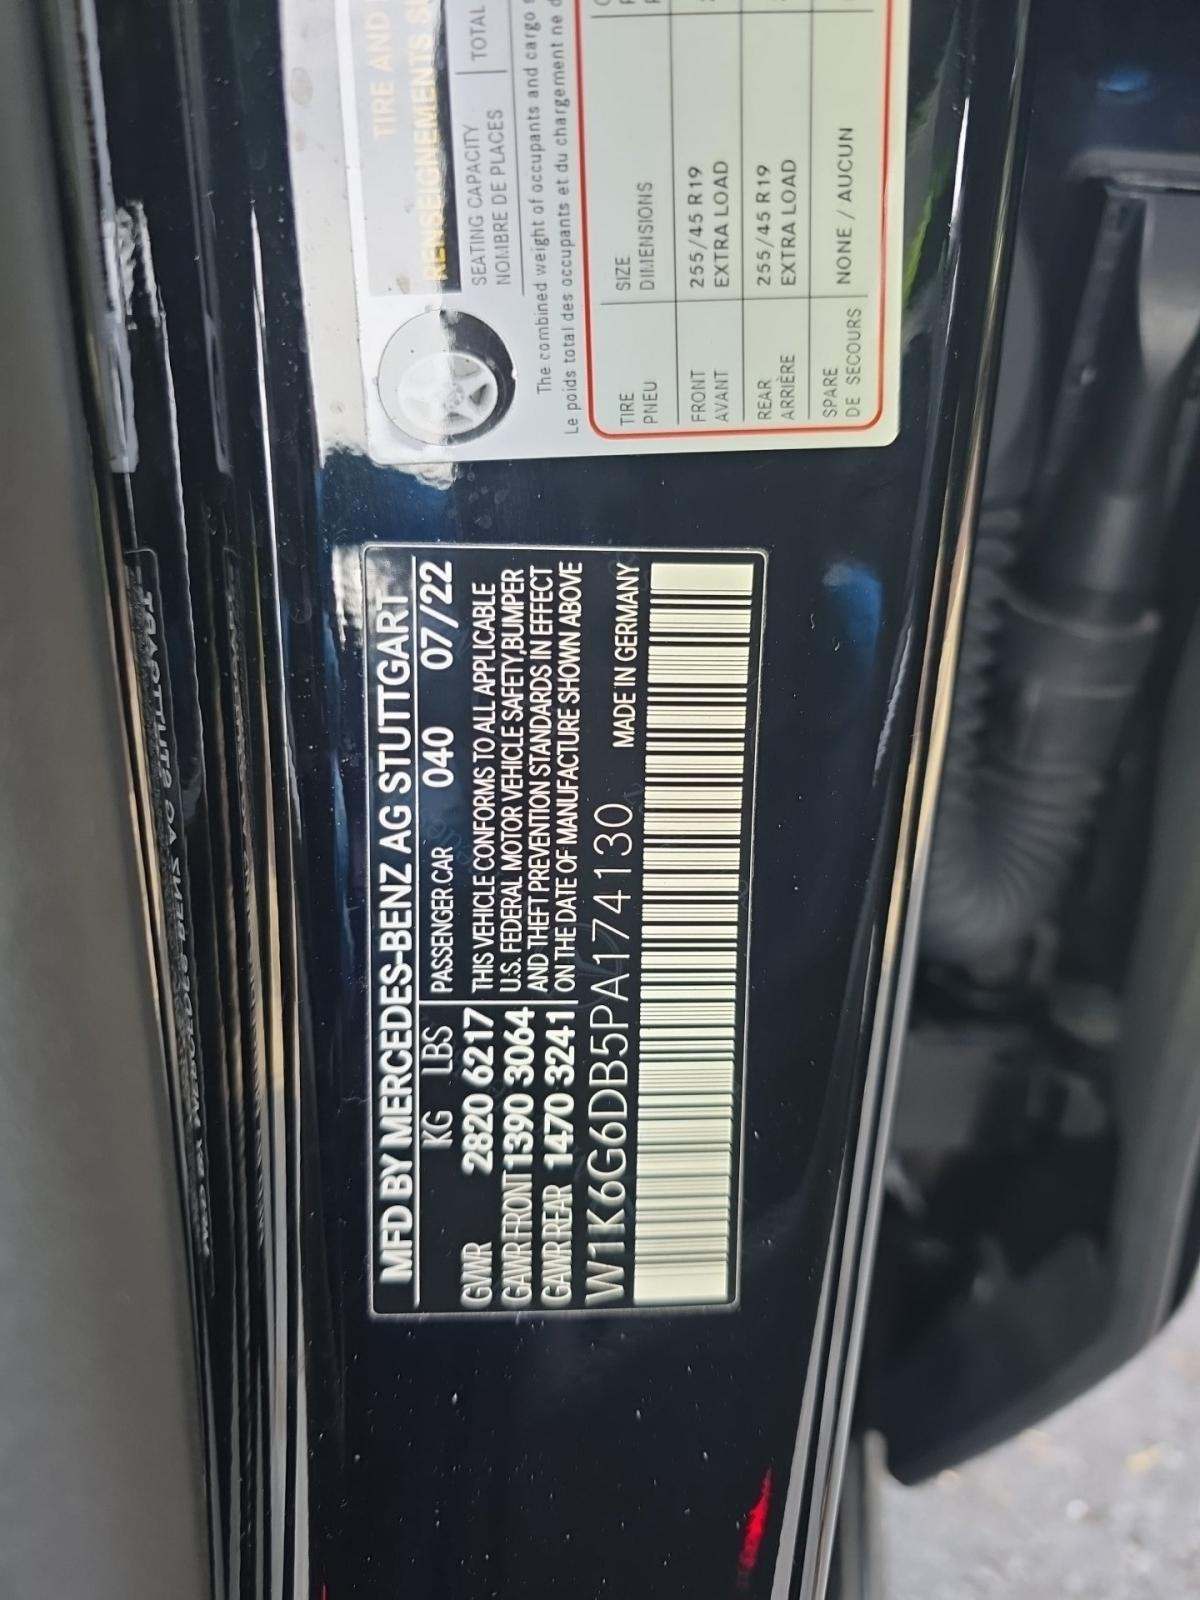 MFD BY MERCEDES-BENZ AG STUTTGART
KG LBS PASSENGER CAR 040 07/22
GVWR 2820 6217 THIS VEHICLE CONFORMS TO ALL APPLICABLE
GAWR FRONT 1390 3064 U.S. FEDERAL MOTOR VEHICLE SAFETY,BUMPER
AND THEFT PREVENTION STANDARDS IN EFFECT
GAWR REAR 1470 3241 ON THE DATE OF MANUFACTURE SHOWN ABOVE
W1K6G6DB5PA174130 MADE IN GERMANY
TIRE AND
RENSEIGNEMENTS
SEATING CAPACITY TOTAL
NOMBRE DE PLACES
The combined weight of occupants and cargo
Le poids total des occupants et du chargement ne
TIRE SIZE
PNEU DIMENSIONS
FRONT 255/45 R19
AVANT EXTRA LOAD
REAR 255/45 R19
ARRIÈRE EXTRA LOAD
SPARE NONE / AUCUN
DE SECOURS